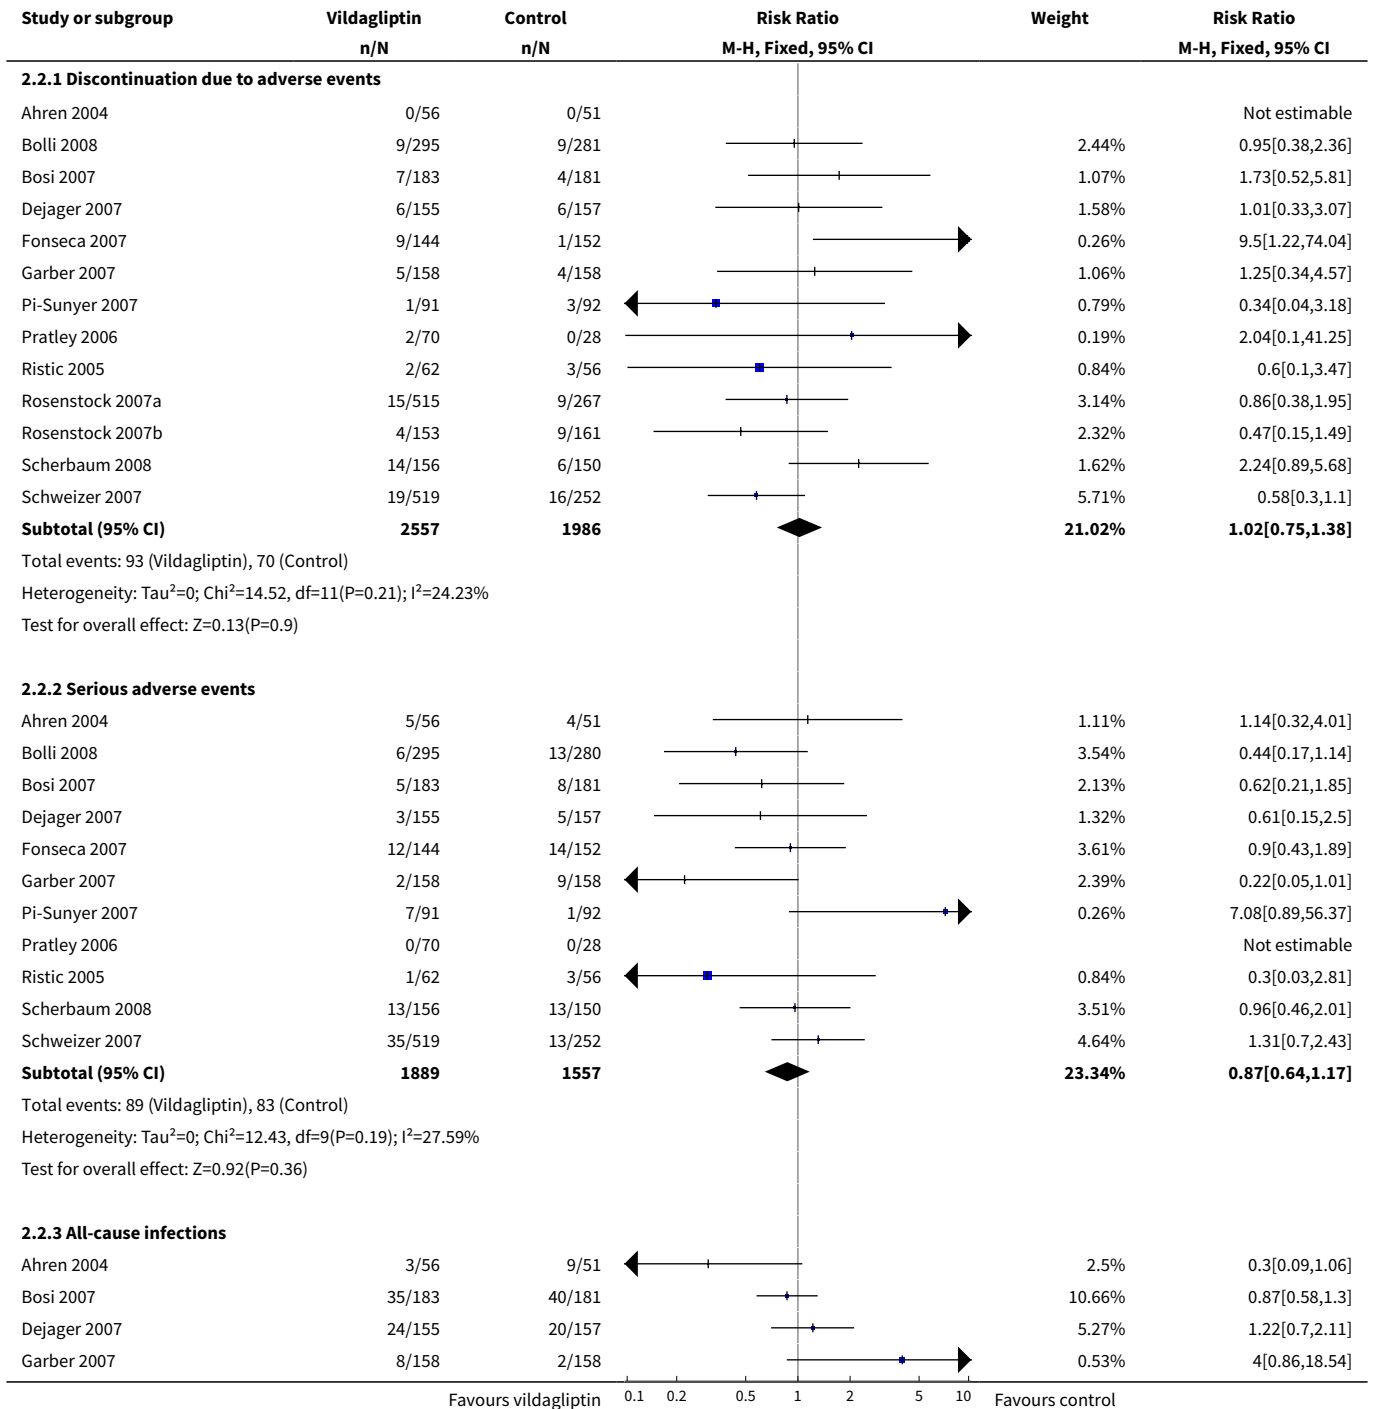 Study or subgroup Vildagliptin Control Risk Ratio Weight Risk Ratio
n/N n/N M-H, Fixed, 95% CI M-H, Fixed, 95% CI
2.2.1 Discontinuation due to adverse events
Ahren 2004 0/56 0/51 Not estimable
Bolli 2008 9/295 9/281 2.44% 0.95[0.38,2.36]
Bosi 2007 7/183 4/181 1.07% 1.73[0.52,5.81]
Dejager 2007 6/155 6/157 1.58% 1.01[0.33,3.07]
Fonseca 2007 9/144 1/152 0.26% 9.5[1.22,74.04]
Garber 2007 5/158 4/158 1.06% 1.25[0.34,4.57]
Pi-Sunyer 2007 1/91 3/92 0.79% 0.34[0.04,3.18]
Pratley 2006 2/70 0/28 0.19% 2.04[0.1,41.25]
Ristic 2005 2/62 3/56 0.84% 0.6[0.1,3.47]
Rosenstock 2007a 15/515 9/267 3.14% 0.86[0.38,1.95]
Rosenstock 2007b 4/153 9/161 2.32% 0.47[0.15,1.49]
Scherbaum 2008 14/156 6/150 1.62% 2.24[0.89,5.68]
Schweizer 2007 19/519 16/252 5.71% 0.58[0.3,1.1]
Subtotal (95% CI) 2557 1986 21.02% 1.02[0.75,1.38]
Total events: 93 (Vildagliptin), 70 (Control)
Heterogeneity: Tau²=0; Chi²=14.52, df=11(P=0.21); I²=24.23%
Test for overall effect: Z=0.13(P=0.9)
2.2.2 Serious adverse events
Ahren 2004 5/56 4/51 1.11% 1.14[0.32,4.01]
Bolli 2008 6/295 13/280 3.54% 0.44[0.17,1.14]
Bosi 2007 5/183 8/181 2.13% 0.62[0.21,1.85]
Dejager 2007 3/155 5/157 1.32% 0.61[0.15,2.5]
Fonseca 2007 12/144 14/152 3.61% 0.9[0.43,1.89]
Garber 2007 2/158 9/158 2.39% 0.22[0.05,1.01]
Pi-Sunyer 2007 7/91 1/92 0.26% 7.08[0.89,56.37]
Pratley 2006 0/70 0/28 Not estimable
Ristic 2005 1/62 3/56 0.84% 0.3[0.03,2.81]
Scherbaum 2008 13/156 13/150 3.51% 0.96[0.46,2.01]
Schweizer 2007 35/519 13/252 4.64% 1.31[0.7,2.43]
Subtotal (95% CI) 1889 1557 23.34% 0.87[0.64,1.17]
Total events: 89 (Vildagliptin), 83 (Control)
Heterogeneity: Tau²=0; Chi²=12.43, df=9(P=0.19); I²=27.59%
Test for overall effect: Z=0.92(P=0.36)
2.2.3 All-cause infections
Ahren 2004 3/56 9/51 2.5% 0.3[0.09,1.06]
Bosi 2007 35/183 40/181 10.66% 0.87[0.58,1.3]
Dejager 2007 24/155 20/157 5.27% 1.22[0.7,2.11]
Garber 2007 8/158 2/158 0.53% 4[0.86,18.54]
Favours vildagliptin 0.1 0.2 0.5 1 2 5 10 Favours control